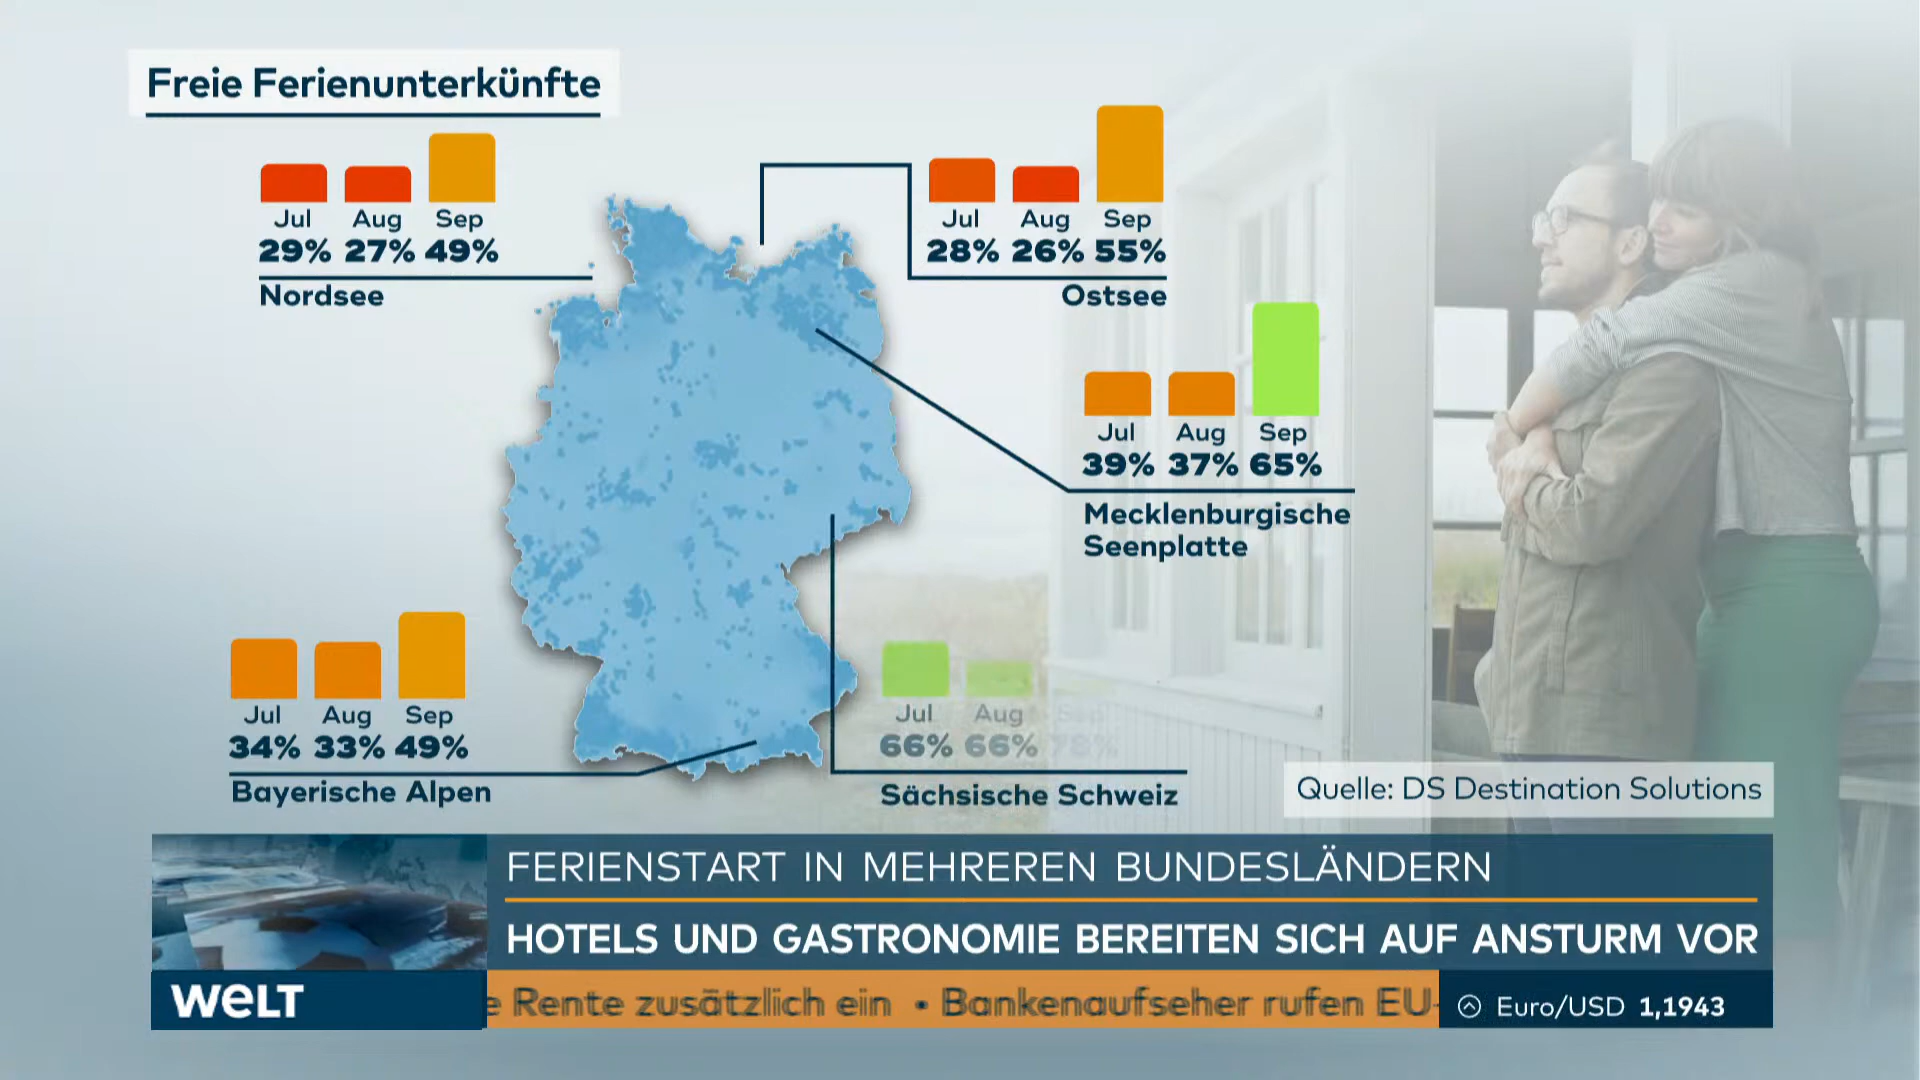 Freie Ferienunterkünfte
Jul Aug Sep
29% 27% 49%
Nordsee
Jul Aug Sep
28% 26% 55%
Ostsee
Jul Aug Sep
39% 37% 65%
Mecklenburgische
Seenplatte
Jul Aug Sep
34% 33% 49%
Bayerische Alpen
Jul Aug Sep
66% 66% 78%
Sächsische Schweiz
Quelle: DS Destination Solutions
FERIENSTART IN MEHREREN BUNDESLÄNDERN
HOTELS UND GASTRONOMIE BEREITEN SICH AUF ANSTURM VOR
WELT
e Rente zusätzlich ein • Bankenaufseher rufen EU-
Euro/USD 1,1943